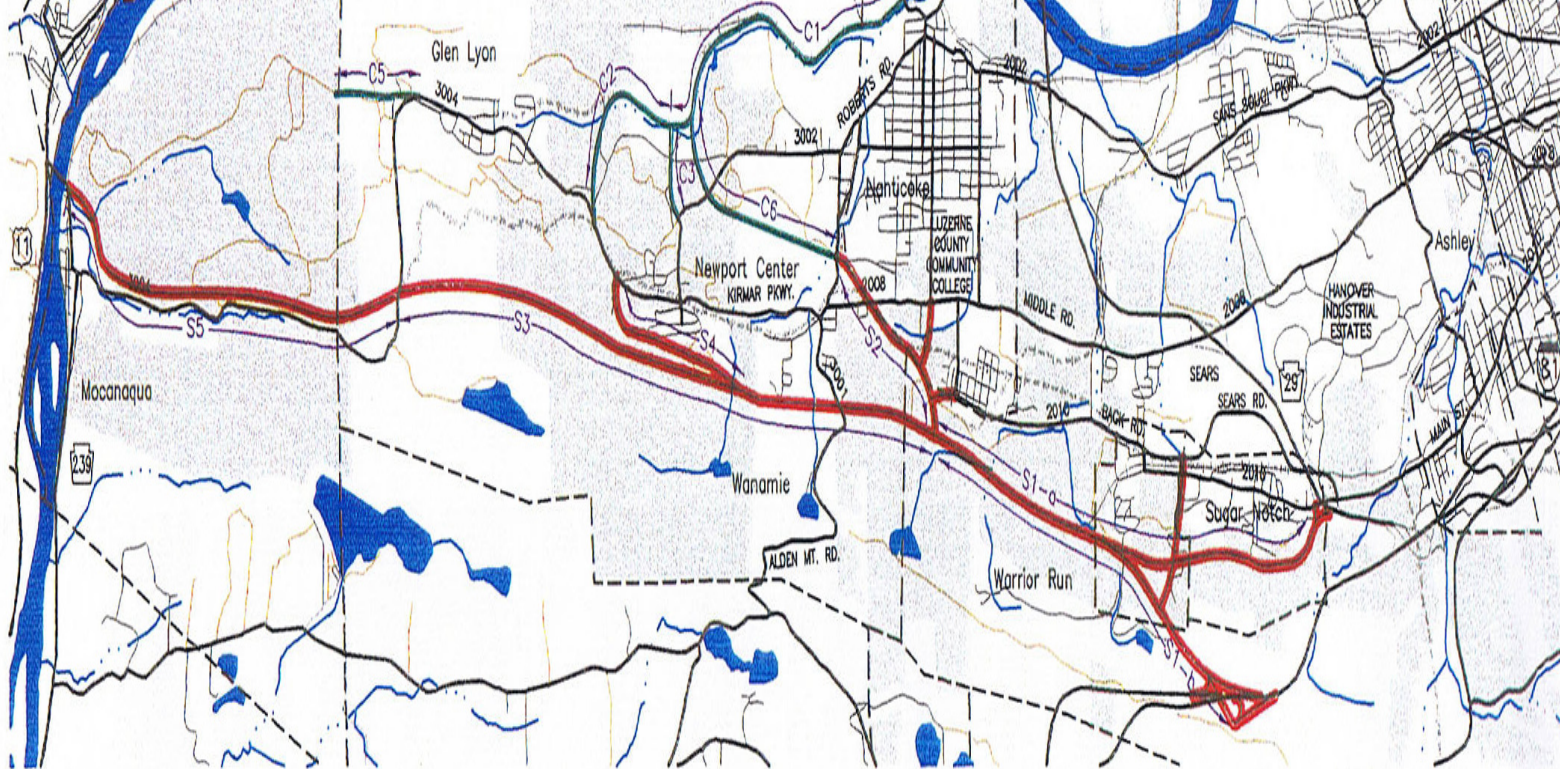 C1
2002
Glen Lyon
C5
C2
3004
2002
ROBERTS RD.
SANS SOUCI PKWY.
3002
2018
C3
Nanticoke
C6
LUZERNE
COUNTY
COMMUNITY
COLLEGE
11
Ashley
Newport Center
KIRMAR PKWY.
2008
MIDDLE RD.
2008
HANOVER
INDUSTRIAL
ESTATES
S5
S3
S4
S2
SEARS
29
81
Mocanaqua
SEARS RD.
2010
BACK RD.
MAIN ST.
239
2010
S1-a
Wanamie
Sugar Notch
ALDEN MT. RD.
Warrior Run
S1-b